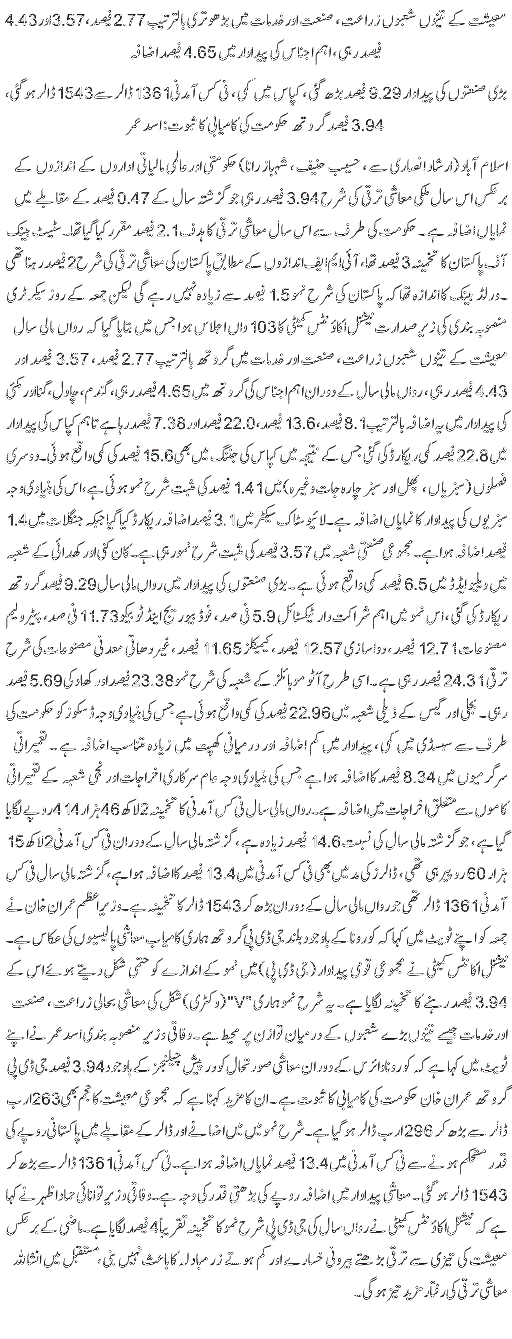 معیشت کے تینوں شعبوں زراعت، صنعت اور خدمات میں بڑھوتری بالترتیب 2.77 فیصد، 3.57 اور 4.43
فیصد رہی، اہم اجناس کی پیداوار میں 4.65 فیصد اضافہ
بڑی صنعتوں کی پیداوار 9.29 فیصد بڑھ گئی، کپاس میں کمی، فی کس آمدنی 1361 ڈالر سے 1543 ڈالر ہوگئی،
3.94 فیصد گروتھ حکومت کی کامیابی کا ثبوت: اسد عمر
اسلام آباد (ارشاد انصاری سے، حسیب حنیف، شہباز رانا) حکومتی اور عالمی مالیاتی اداروں کے اندازوں کے
برعکس اس سال ملکی معاشی ترقی کی شرح 3.94 فیصد رہی جو گزشتہ سال کے 0.47 فیصد کے مقابلے میں
نمایاں اضافہ ہے۔ حکومت کی طرف سے اس سال معاشی ترقی کا ہدف 2.1 فیصد مقرر کیا گیا تھا۔ سٹیٹ بینک
آف پاکستان کا تخمینہ 3 فیصد تھا، آئی ایم ایف اندازوں کے مطابق پاکستان کی معاشی ترقی کی شرح 2 فیصد رہنا تھی
۔ ورلڈ بینک کا اندازہ تھا کہ پاکستان کی شرح نمو 1.5 فیصد سے زیادہ نہیں رہے گی لیکن جمعہ کے روز سیکرٹری
منصوبہ بندی کی زیر صدارت نیشنل اکاؤنٹس کمیٹی کا 103 واں اجلاس ہوا جس میں بتایا گیا کہ رواں مالی سال
معیشت کے تینوں شعبوں زراعت، صنعت اور خدمات میں گروتھ بالترتیب 2.77 فیصد، 3.57 فیصد اور
4.43 فیصد رہی، رواں مالی سال کے دوران اہم اجناس کی گروتھ میں 4.65 فیصد رہی، گندم، چاول، گنا اور مکئی
کی پیداوار میں یہ اضافہ بالترتیب 8.1 فیصد، 13.6 فیصد، 22.0 فیصد اور 7.38 فیصد رہا ہے تاہم کپاس کی پیداوار
میں 22.8 فیصد کمی ریکارڈ کی گئی جس کے نتیجہ میں کپاس کی جننگ میں بھی 15.6 فیصد کی کمی واقع ہوئی۔ دوسری
فصلوں (سبزیاں، پھل اور سبز چارہ جات وغیرہ) میں 1.41 فیصد کی مثبت شرح نمو ہوئی ہے، اس کی بنیادی وجہ
سبزیوں کی پیداوار کا نمایاں اضافہ ہے۔ لائیو سٹاک سیکٹر میں 3.1 فیصد اضافہ ریکارڈ کیا گیا جبکہ جنگلات میں 1.4
فیصد اضافہ ہوا ہے۔ مجموعی صنعتی شعبہ میں 3.57 فیصد کی مثبت شرح نمو رہی ہے۔ کان کنی اور کھدائی کے شعبہ
میں ویلیو ایڈڈ میں 6.5 فیصد کمی واقع ہوئی ہے۔ بڑی صنعتوں کی پیداوار میں رواں مالی سال 9.29 فیصد گروتھ
ریکارڈ کی گئی، اس نمو میں اہم شراکت دار ٹیکسٹائل 5.9 فی صد، فوڈ بیوریج اینڈ ٹوبیکو 11.73 فی صد، پیٹرولیم
مصنوعات 12.71 فیصد، دوا سازی 12.57 فیصد، کیمیکلز 11.65 فیصد، غیر دھاتی معدنی مصنوعات کی شرح
ترقی 24.31 فیصد رہی ہے۔ اسی طرح آٹوموبائلز کے شعبہ کی شرح نمو 23.38 فیصد اور کھاد کی 5.69 فیصد
رہی۔ بجلی اور گیس کے ذیلی شعبہ میں 22.96 فیصد کی کمی واقع ہوئی ہے جس کی بنیادی وجہ ڈسکوز کو حکومت کی
طرف سے سبسڈی میں کمی، پیداوار میں کم اضافہ اور درمیانی کھپت میں زیادہ متناسب اضافہ ہے۔ تعمیراتی
سرگرمیوں میں 8.34 فیصد کا اضافہ ہوا ہے جس کی بنیادی وجہ عام سرکاری اخراجات اور نجی شعبہ کے تعمیراتی
کاموں سے متعلق اخراجات میں اضافہ ہے۔ رواں مالی سال فی کس آمدنی کا تخمینہ 2 لاکھ 46 ہزار 414 روپے لگایا
گیا ہے، جو گزشتہ مالی سال کی نسبت 14.6 فیصد زیادہ ہے، گزشتہ مالی سال کے دوران فی کس آمدنی 2 لاکھ 15
ہزار 60 روپیہ رہی تھی، ڈالرز کی مد میں بھی فی کس آمدنی میں 13.4 فیصد کا اضافہ ہوا ہے، گزشتہ مالی سال فی کس
آمدنی 1361 ڈالر تھی جو رواں مالی سال کے دوران بڑھ کر 1543 ڈالر کا تخمینہ ہے۔ وزیراعظم عمران خان نے
جمعہ کو اپنے ٹویٹ میں کہا کہ کورونا کے باوجود بلند جی ڈی پی گروتھ ہماری کامیاب معاشی پالیسیوں کی عکاس ہے۔
نیشنل اکاؤنٹس کمیٹی نے مجموعی قومی پیداوار (جی ڈی پی) میں نمو کے اندازے کو حتمی شکل دیتے ہوئے اس کے
3.94 فیصد رہنے کا تخمینہ لگایا ہے۔ یہ شرح نمو ہماری "V" (وکٹری) شکل کی معاشی بحالی زراعت، صنعت
اور خدمات جیسے تینوں بڑے شعبوں کے درمیان توازن پر محیط ہے۔ وفاقی وزیر منصوبہ بندی اسد عمر نے اپنے
ٹویٹ میں کہا ہے کہ کورونا وائرس کے دوران معاشی صورتحال کو درپیش چیلنجز کے باوجود 3.94 فیصد جی ڈی پی
گروتھ عمران خان حکومت کی کامیابی کا ثبوت ہے۔ ان کا مزید کہنا ہے کہ مجموعی معیشت کا حجم بھی 263 ارب
ڈالر سے بڑھ کر 296 ارب ڈالر ہوگیا ہے۔ شرح نمو میں میں اضافے اور ڈالر کے مقابلے میں پاکستانی روپے کی
قدر مستحکم ہونے سے فی کس آمدنی میں 13.4 فیصد نمایاں اضافہ ہوا ہے۔ فی کس آمدنی 1361 ڈالر سے بڑھ کر
1543 ڈالر ہوگئی۔ معاشی پیداوار میں اضافہ روپے کی بڑھتی قدر کی وجہ ہے۔ وفاقی وزیر توانائی حماد اظہر نے کہا
ہے کہ نیشنل اکاؤنٹس کمیٹی نے رواں سال کی جی ڈی پی شرح نمو کا تخمینہ تقریباً 4 فیصد لگایا ہے۔ ماضی کے برعکس
معیشت کی تیزی سے ترقی بڑھتے بیرونی خسارے اور کم ہوتے زرمبادلہ کا باعث نہیں بنی، مستقبل میں انشااللہ
معاشی ترقی کی رفتار مزید تیز ہوگی۔